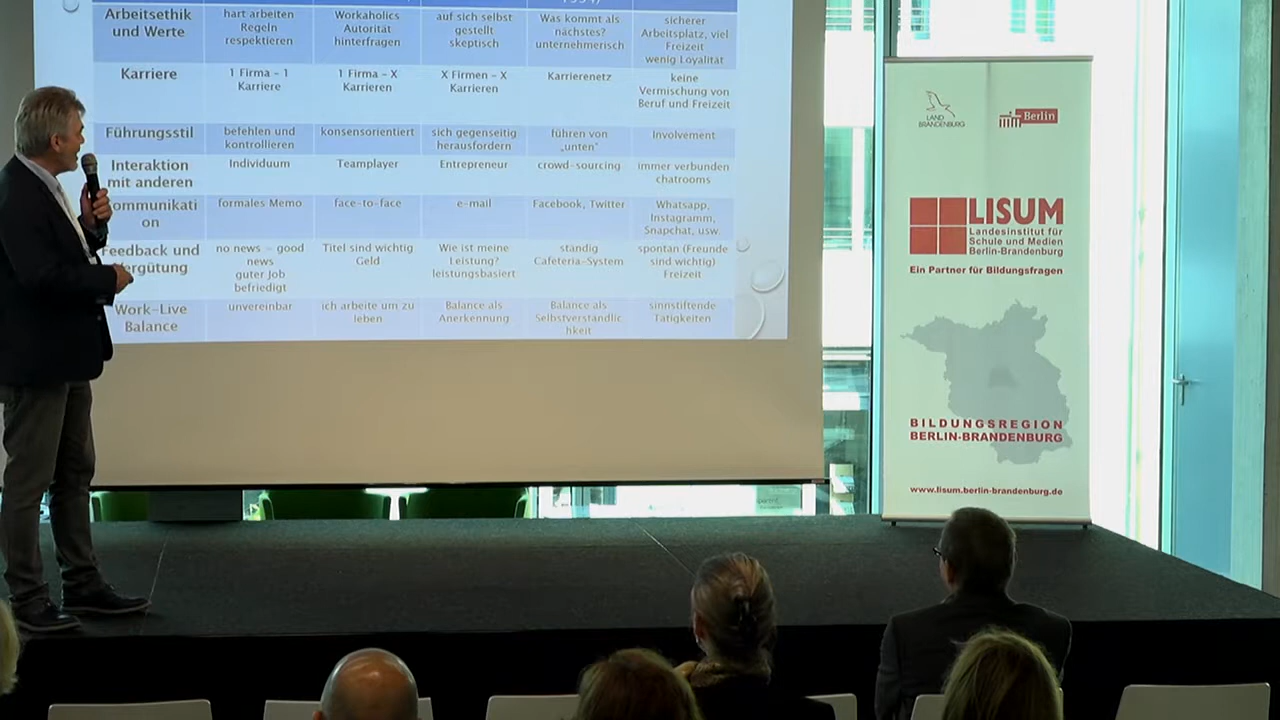 1994)
Arbeitsethik
und Werte
hart arbeiten
Regeln
respektieren
Workaholics
Autorität
hinterfragen
auf sich selbst
gestellt
skeptisch
Was kommt als
nächstes?
unternehmerisch
sicherer
Arbeitsplatz, viel
Freizeit
wenig Loyalität
Karriere
1 Firma – 1
Karriere
1 Firma – X
Karrieren
X Firmen – X
Karrieren
Karrierenetz
keine
Vermischung von
Beruf und Freizeit
Führungsstil
befehlen und
kontrollieren
konsensorientiert
sich gegenseitig
herausfordern
führen von
„unten"
Involvement
Interaktion
mit anderen
Individuum
Teamplayer
Entrepreneur
crowd-sourcing
immer verbunden
chatrooms
ommunikati
on
formales Memo
face-to-face
e-mail
Facebook, Twitter
Whatsapp,
Instagramm,
Snapchat, usw.
Feedback und
ergütung
no news – good
news
guter Job
befriedigt
Titel sind wichtig
Geld
Wie ist meine
Leistung?
leistungsbasiert
ständig
Cafeteria-System
spontan (Freunde
sind wichtig)
Freizeit
Work-Live
Balance
unvereinbar
ich arbeite um zu
leben
Balance als
Anerkennung
Balance als
Selbstverständlic
hkeit
sinnstiftende
Tätigkeiten
LAND
BRANDENBURG
Berlin
LISUM
Landesinstitut für
Schule und Medien
Berlin-Brandenburg
Ein Partner für Bildungsfragen
BILDUNGSREGION
BERLIN-BRANDENBURG
www.lisum.berlin-brandenburg.de